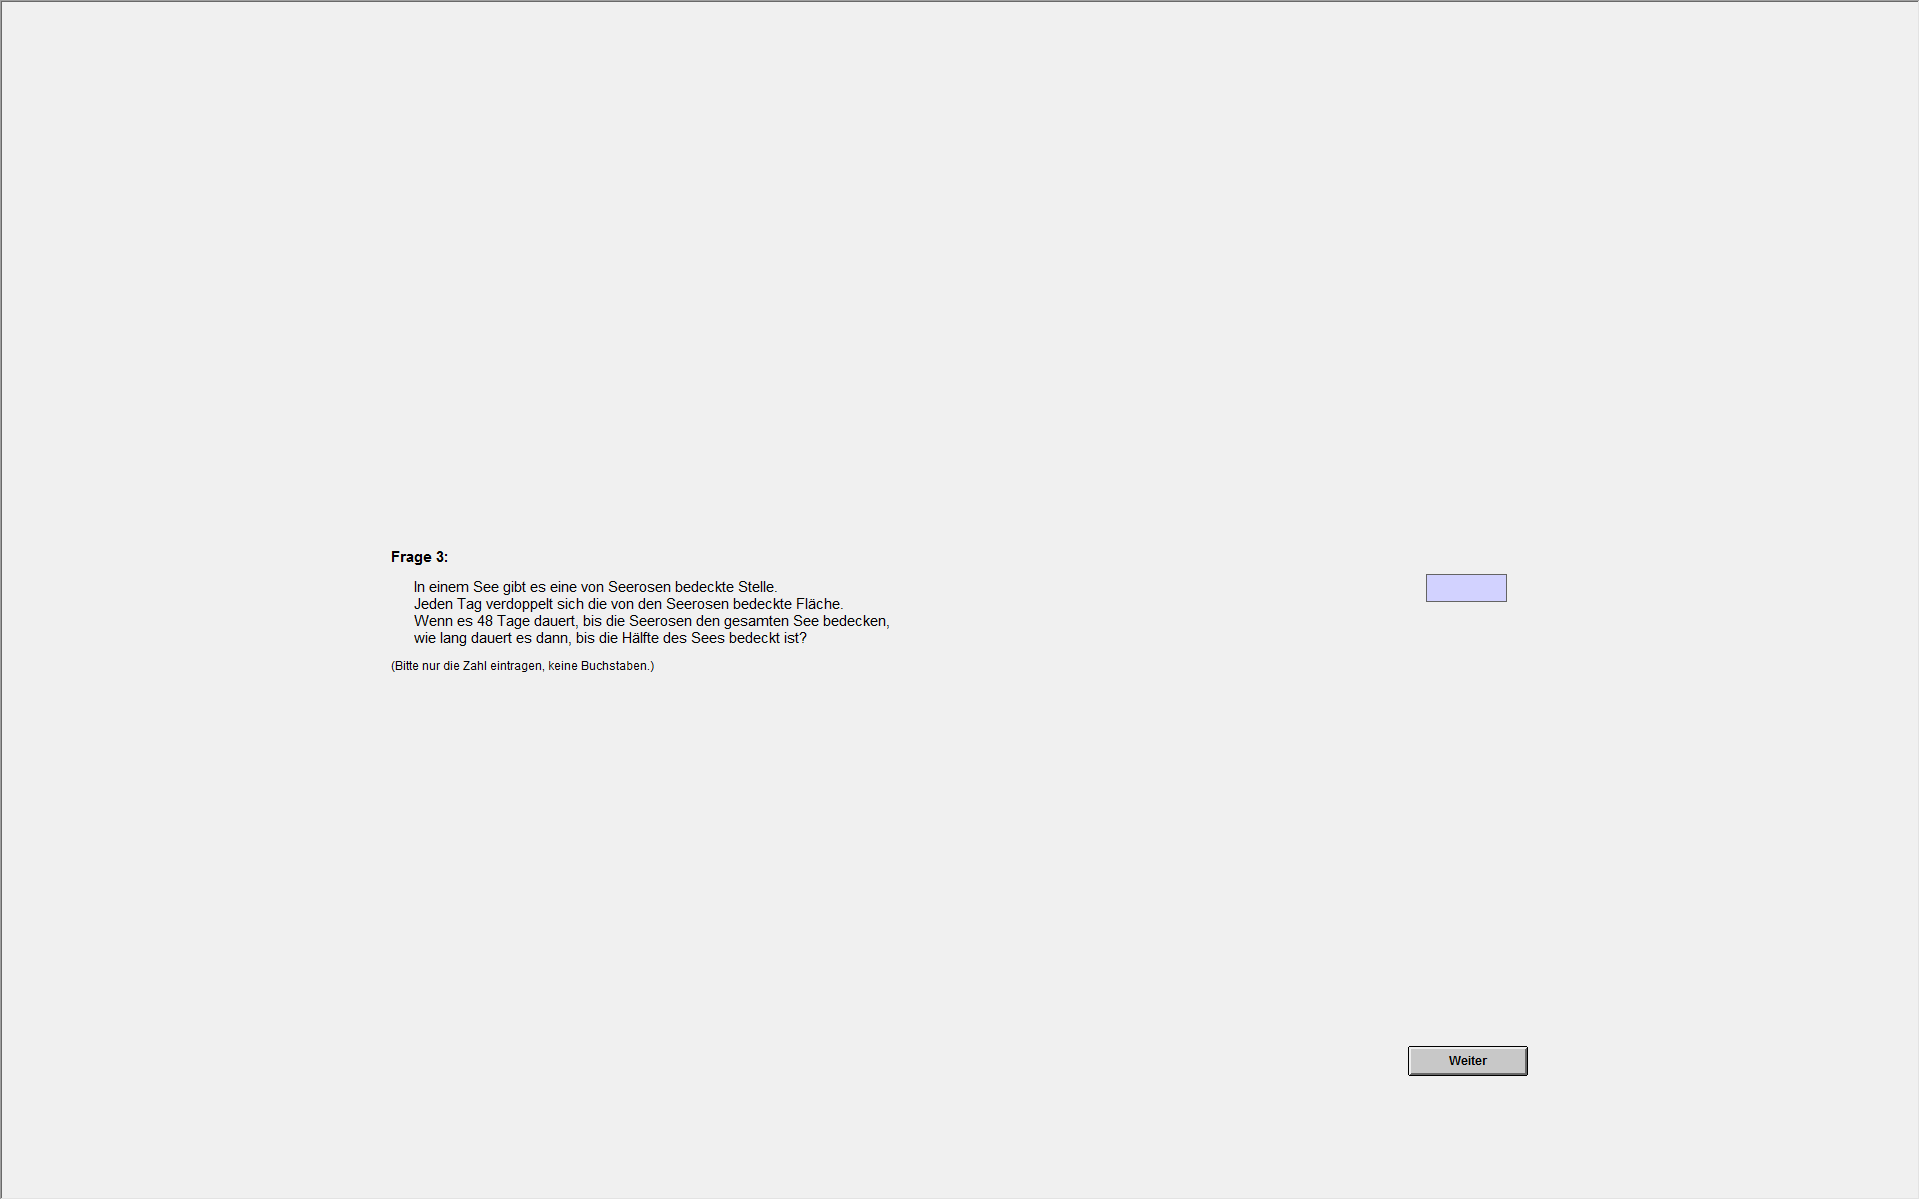 Frage 3:
In einem See gibt es eine von Seerosen bedeckte Stelle.
Jeden Tag verdoppelt sich die von den Seerosen bedeckte Fläche.
Wenn es 48 Tage dauert, bis die Seerosen den gesamten See bedecken,
wie lang dauert es dann, bis die Hälfte des Sees bedeckt ist?
(Bitte nur die Zahl eintragen, keine Buchstaben.)
Weiter